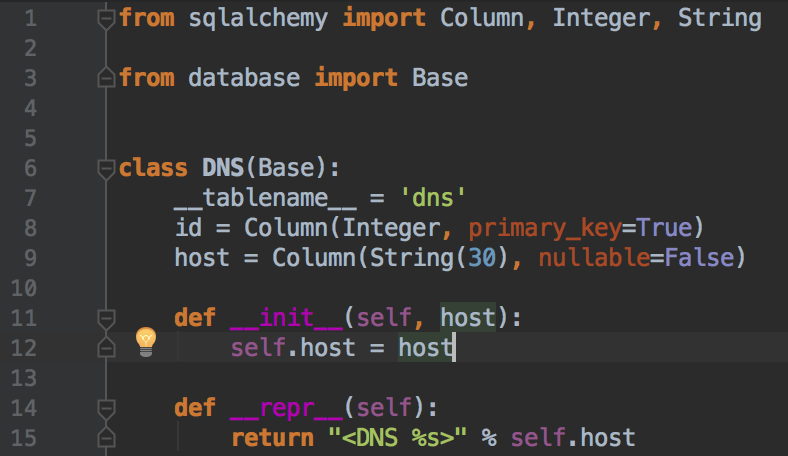 1 from sqlalchemy import Column, Integer, String
2
3 from database import Base
4
5
6 class DNS(Base):
7     __tablename__ = 'dns'
8     id = Column(Integer, primary_key=True)
9     host = Column(String(30), nullable=False)
10
11     def __init__(self, host):
12         self.host = host
13
14     def __repr__(self):
15         return "<DNS %s>" % self.host